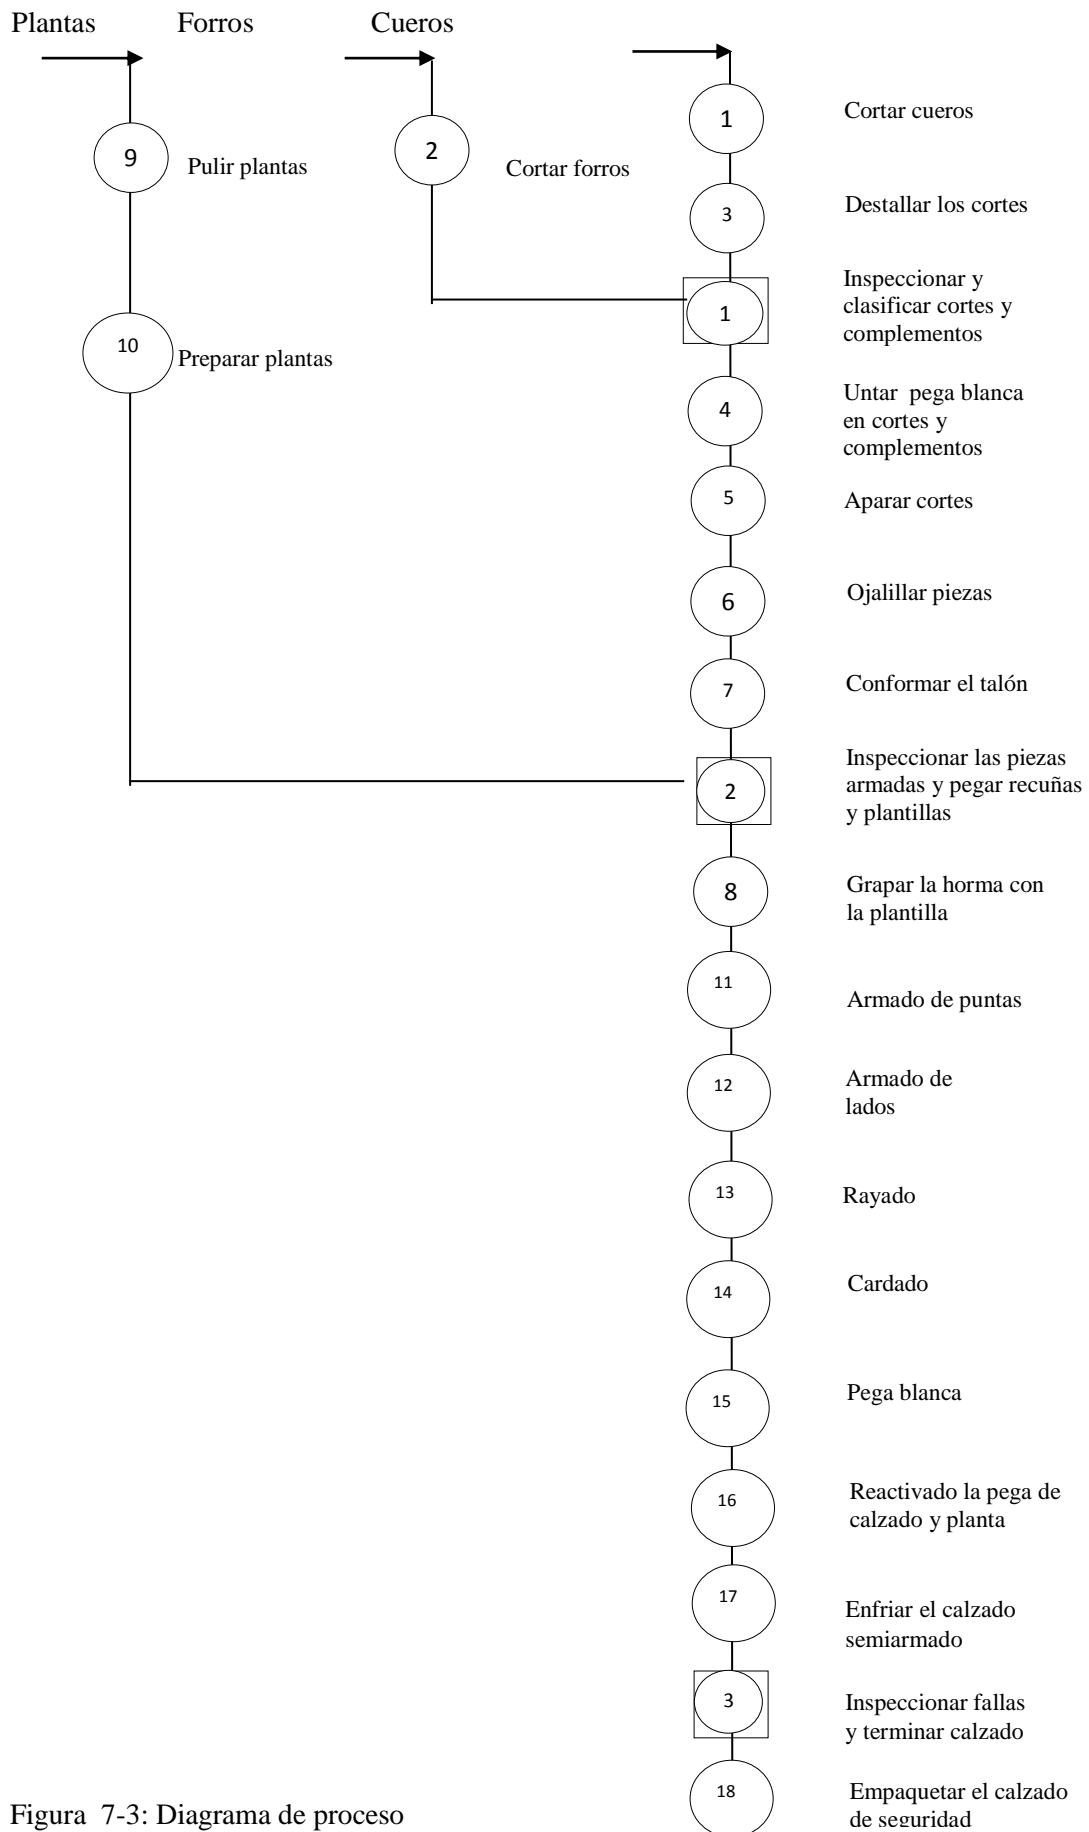 Plantas Forros Cueros
1
Cortar cueros
9
Pulir plantas
2
Cortar forros
3
Destallar los cortes
1
Inspeccionar y
clasificar cortes y
complementos
10
Preparar plantas
4
Untar pega blanca
en cortes y
complementos
5
Aparar cortes
6
Ojalillar piezas
7
Conformar el talón
2
Inspeccionar las piezas
armadas y pegar recuñas
y plantillas
8
Grapar la horma con
la plantilla
11
Armado de puntas
12
Armado de
lados
13
Rayado
14
Cardado
15
Pega blanca
16
Reactivado la pega de
calzado y planta
17
Enfriar el calzado
semiarmado
3
Inspeccionar fallas
y terminar calzado
18
Empaquetar el calzado
de seguridad
Figura 7-3: Diagrama de proceso